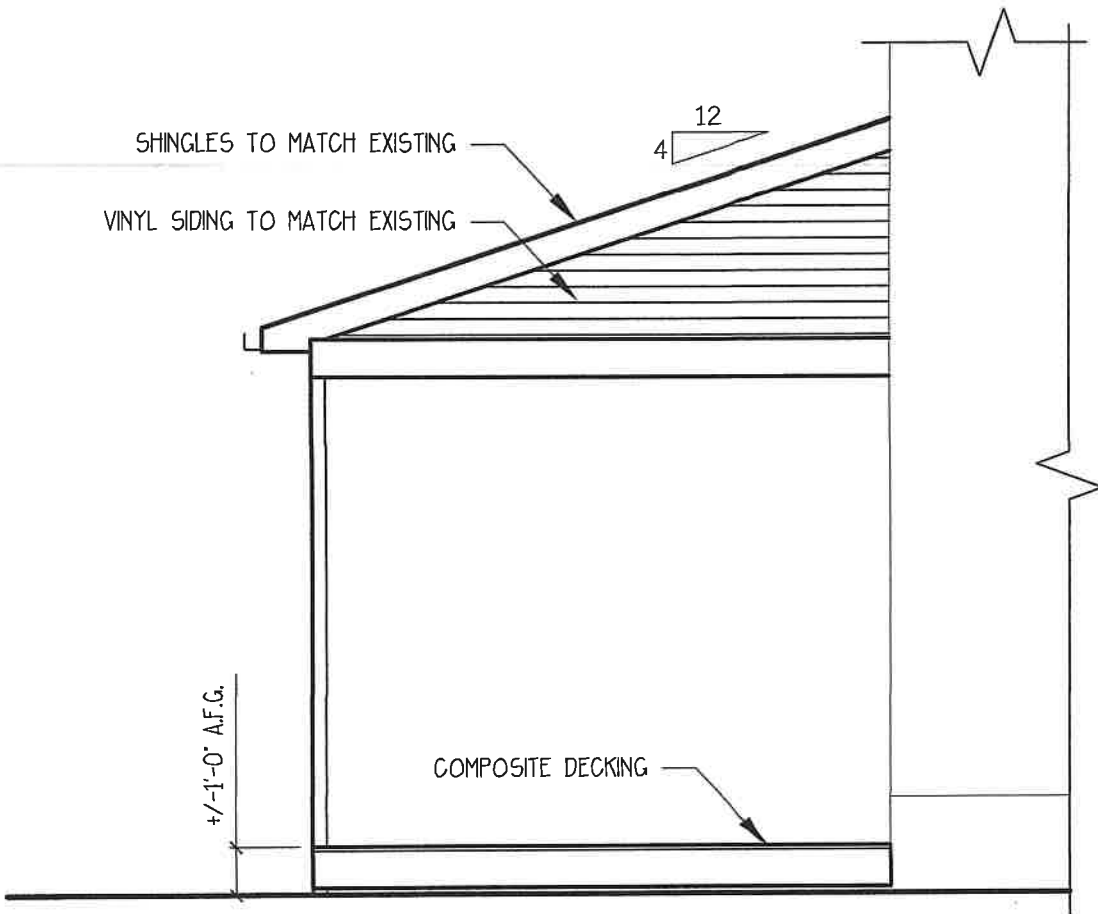 12
4
SHINGLES TO MATCH EXISTING
VINYL SIDING TO MATCH EXISTING
+/-1'-0" A.F.G.
COMPOSITE DECKING